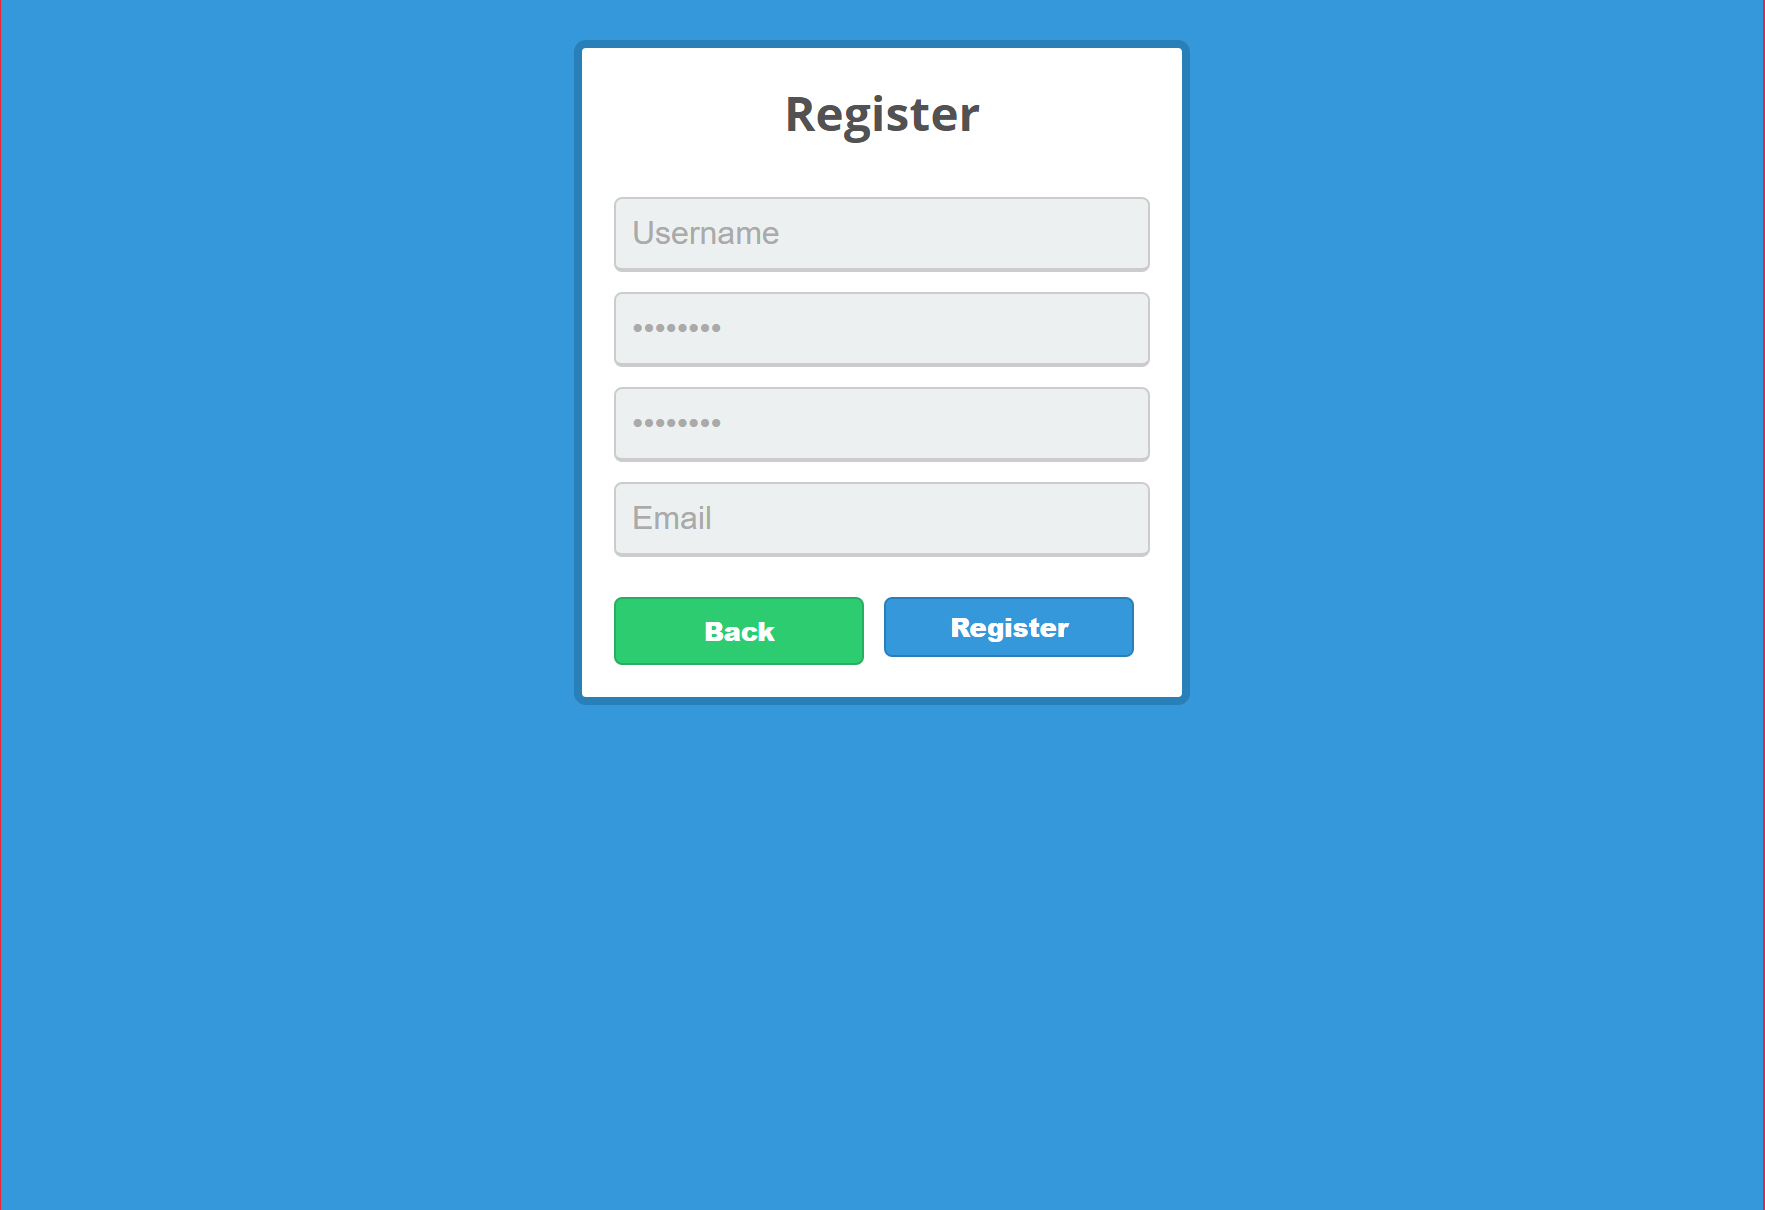 Register
Username
••••••••
••••••••
Email
Back
Register